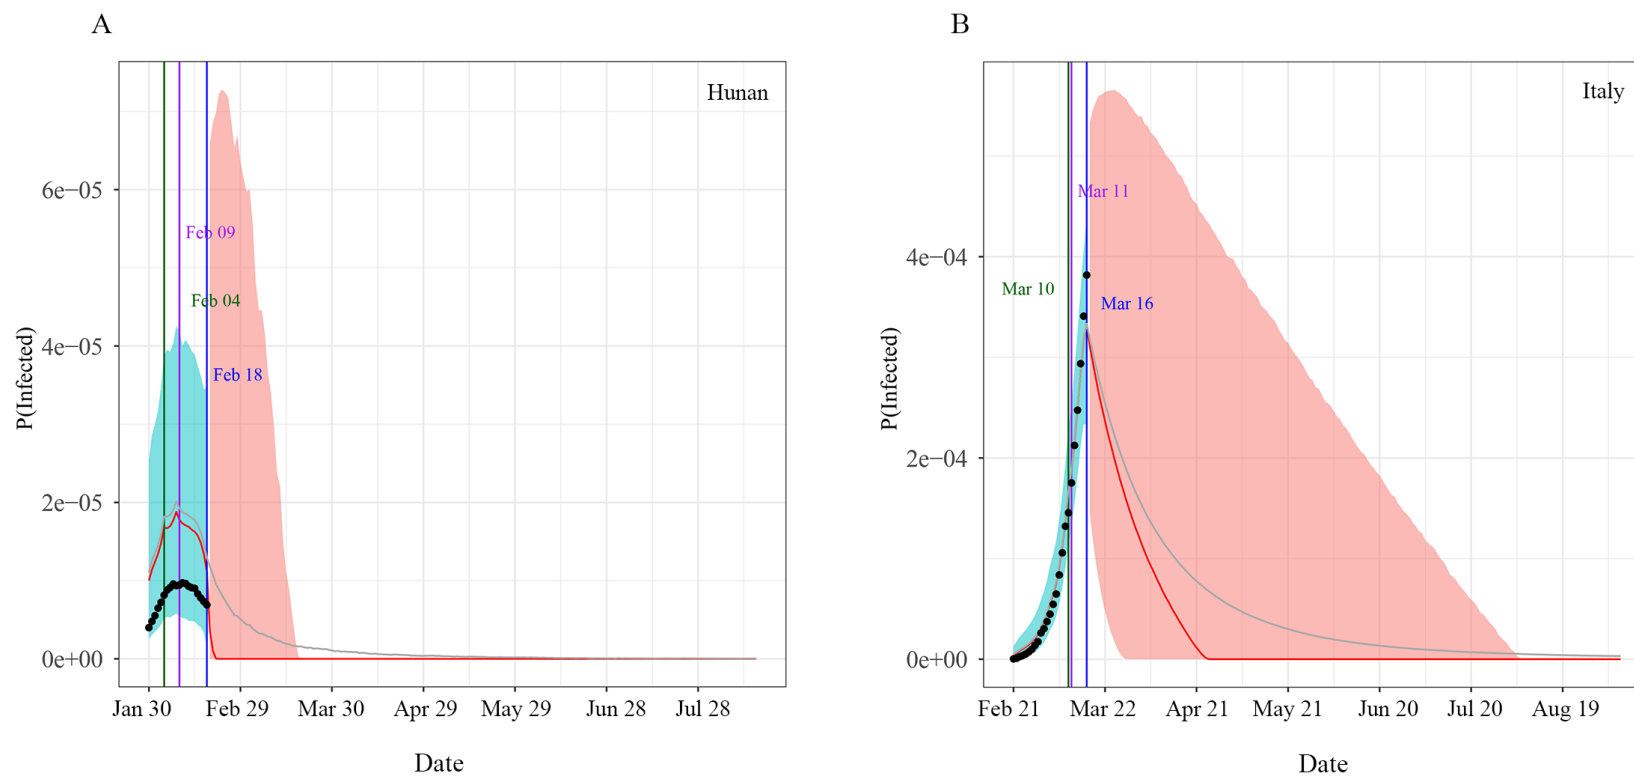 A
Hunan
6e−05
4e−05
2e−05
0e+00
P(Infected)
Feb 09
Feb 04
Feb 18
Jan 30 Feb 29 Mar 30 Apr 29 May 29 Jun 28 Jul 28
Date
B
Italy
4e−04
2e−04
0e+00
P(Infected)
Mar 11
Mar 10
Mar 16
Feb 21 Mar 22 Apr 21 May 21 Jun 20 Jul 20 Aug 19
Date